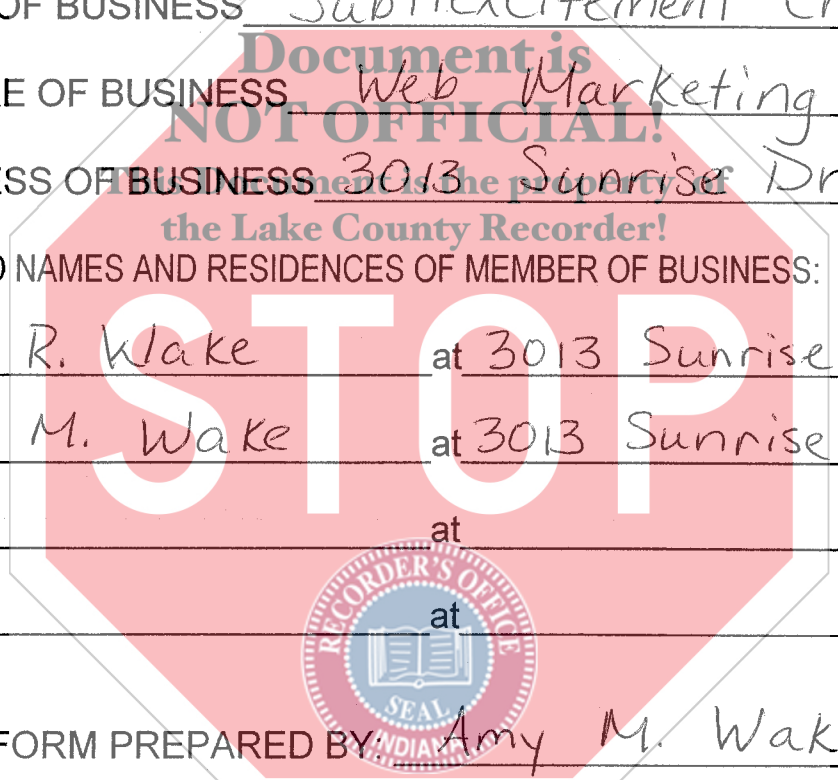 OF BUSINESS
Document is
E OF BUSINESS Web Marketing
NOT OFFICIAL!
ESS OF BUSINESS 3013 Sunrise Dr
This Document is the property of
the Lake County Recorder!
NAMES AND RESIDENCES OF MEMBER OF BUSINESS:
STOP
R. Wake at 3013 Sunrise
M. Wake at 3013 Sunrise
at
at
RECORDER'S OFFICE
SEAL
INDIANA
FORM PREPARED BY: Amy M. Wak